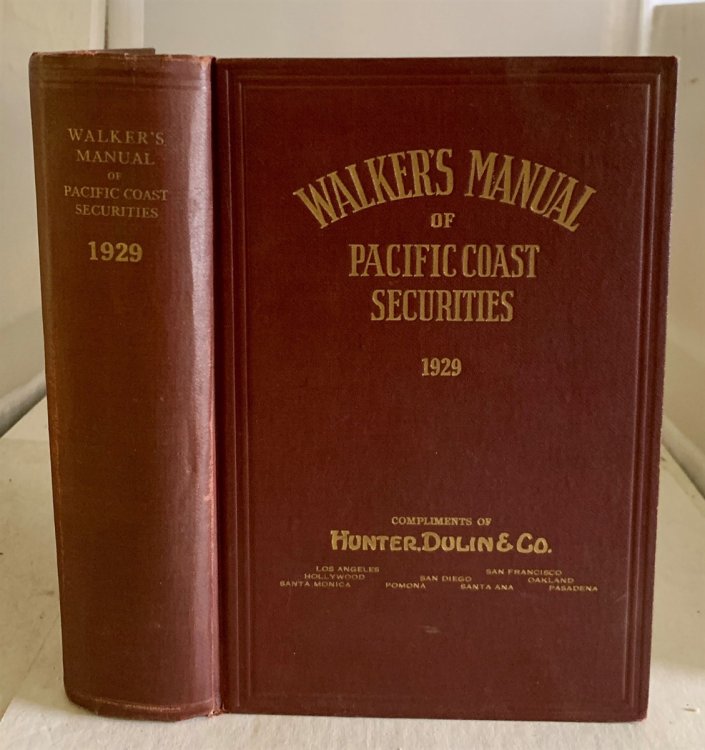 WALKER'S
MANUAL
OF
PACIFIC COAST
SECURITIES
1929
WALKER'S MANUAL
OF
PACIFIC COAST
SECURITIES
1929
COMPLIMENTS OF
HUNTER, DULIN & CO.
LOS ANGELES SAN FRANCISCO
HOLLYWOOD SAN DIEGO OAKLAND
SANTA MONICA POMONA SANTA ANA PASADENA